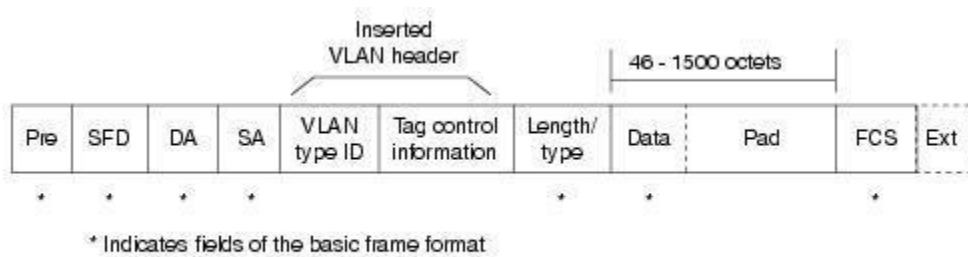 Inserted
VLAN header
46 - 1500 octets
Pre
SFD
DA
SA
VLAN
type ID
Tag control
information
Length/
type
Data
Pad
FCS
Ext
* * * * * * *
* Indicates fields of the basic frame format